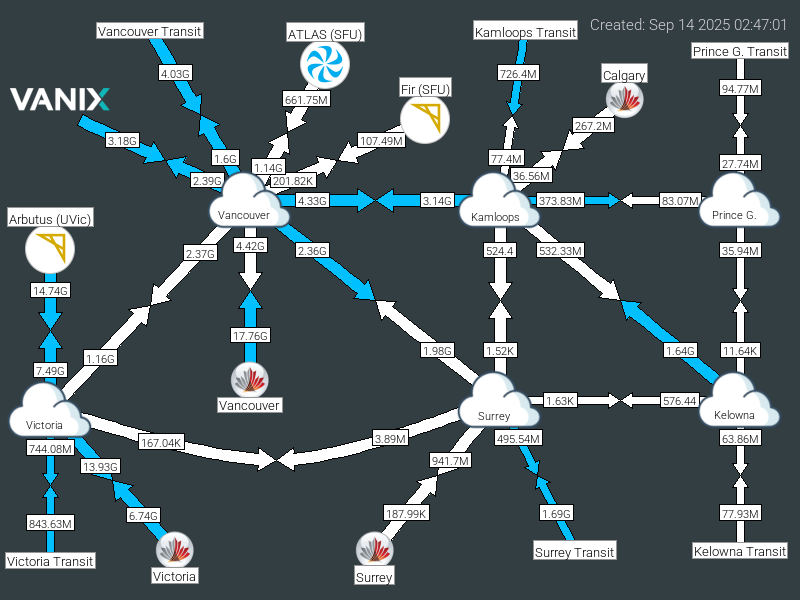 Created: Sep 14 2025 02:47:01
Vancouver Transit
ATLAS (SFU)
Kamloops Transit
Prince G. Transit
4.03G
726.4M
Calgary
Fir (SFU)
94.77M
VANIX
661.75M
267.2M
3.18G
107.49M
1.6G
77.4M
27.74M
1.14G
36.56M
2.39G
201.82K
4.33G
3.14G
373.83M
83.07M
Vancouver
Kamloops
Prince G.
Arbutus (UVic)
2.37G
4.42G
2.36G
524.4
532.33M
35.94M
14.74G
17.76G
1.16G
1.98G
1.52K
1.64G
11.64K
7.49G
Vancouver
1.63K
576.44
Victoria
Surrey
Kelowna
167.04K
3.89M
495.54M
63.86M
744.08M
13.93G
941.7M
843.63M
6.74G
187.99K
1.69G
77.93M
Victoria Transit
Victoria
Surrey
Surrey Transit
Kelowna Transit